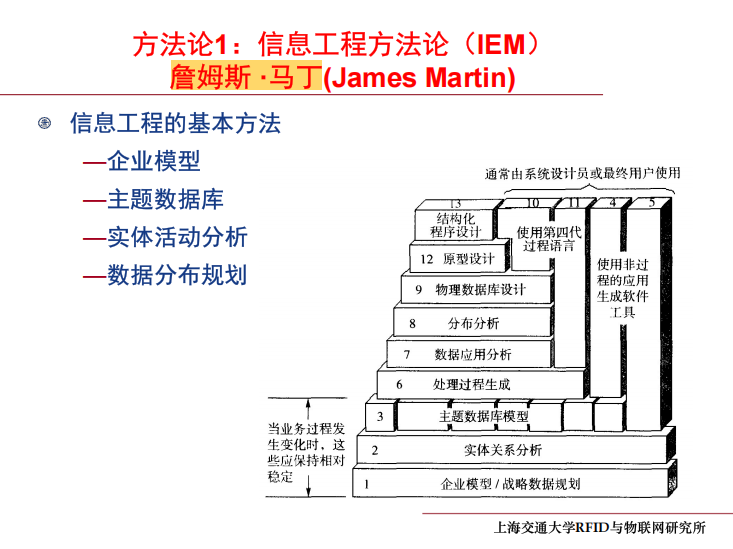 方法论1：信息工程方法论（IEM）
詹姆斯 ·马丁(James Martin)
信息工程的基本方法
—企业模型
—主题数据库
—实体活动分析
—数据分布规划
通常由系统设计员或最终用户使用
13
结构化
程序设计
10
11
4
5
使用第四代
过程语言
使用非过
程的应用
生成软件
工具
12 原型设计
9 物理数据库设计
8 分布分析
7 数据应用分析
6 处理过程生成
3 主题数据库模型
2 实体关系分析
1 企业模型 / 战略数据规划
当业务过程发
生变化时，这
些应保持相对
稳定
上海交通大学RFID与物联网研究所